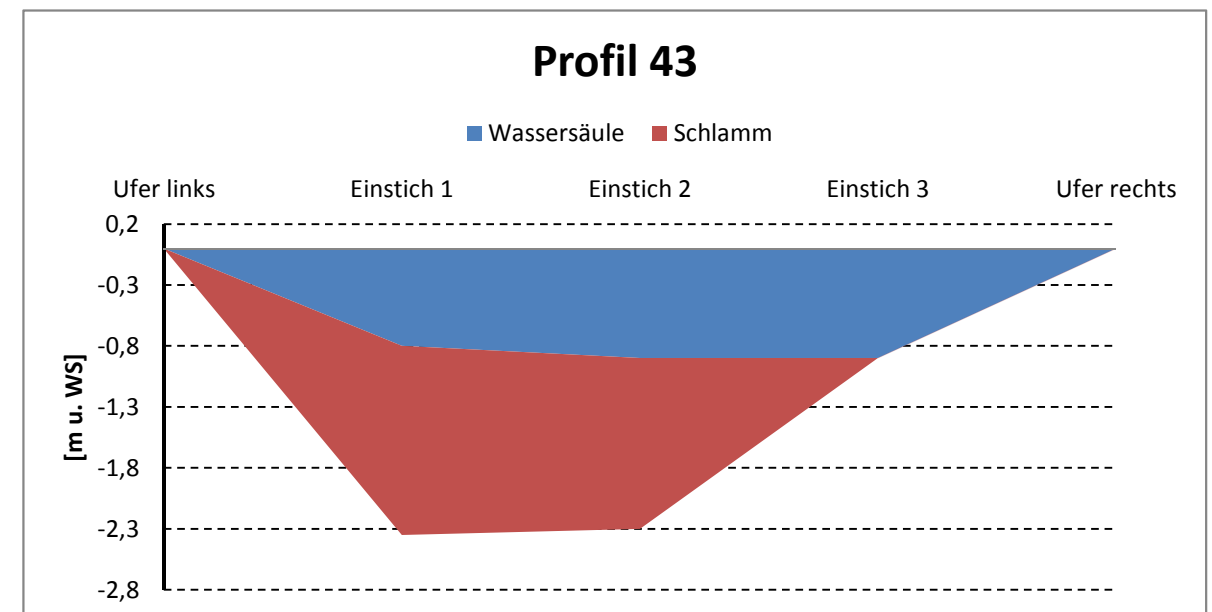 Profil 43
Wassersäule Schlamm
Ufer links Einstich 1 Einstich 2 Einstich 3 Ufer rechts
0,2
-0,3
-0,8
-1,3
-1,8
-2,3
-2,8
[m u. WS]